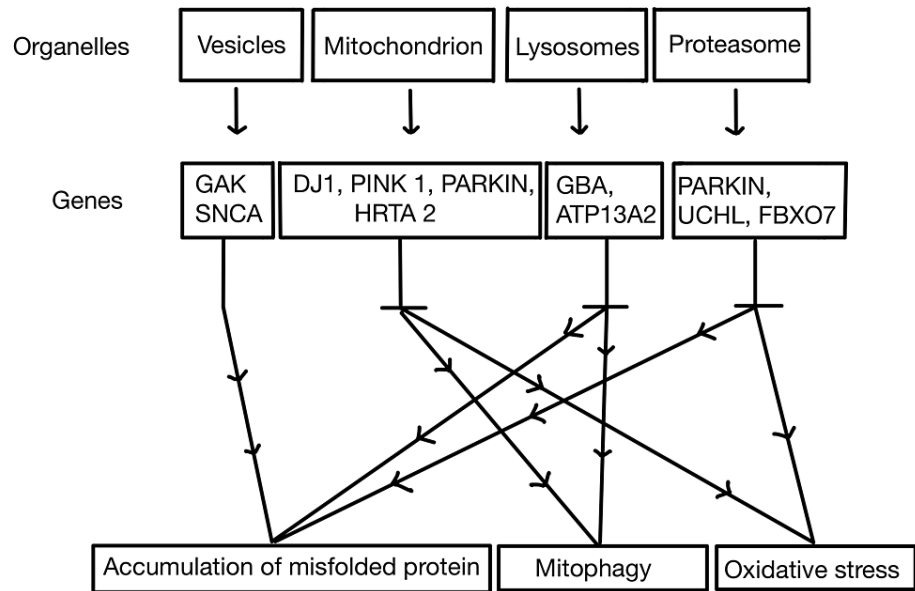 Organelles
Vesicles
Mitochondrion
Lysosomes
Proteasome
Genes
GAK
SNCA
DJ1, PINK 1, PARKIN,
HRTA 2
GBA,
ATP13A2
PARKIN,
UCHL, FBXO7
Accumulation of misfolded protein
Mitophagy
Oxidative stress